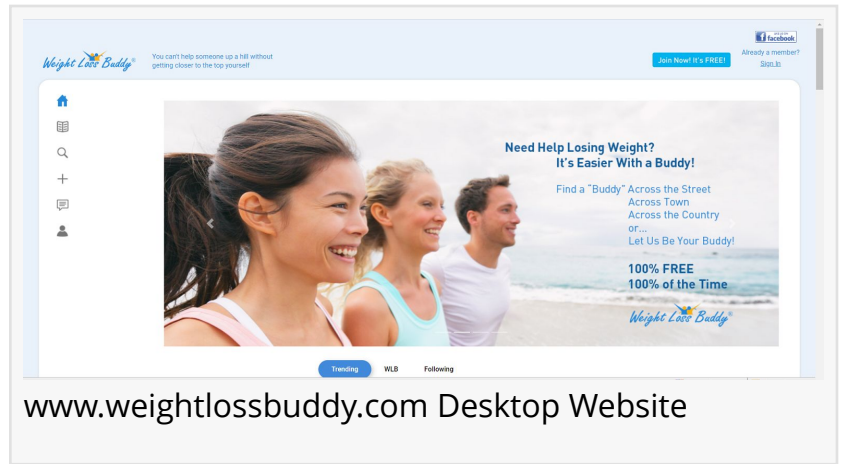 facebook
Weight Loss Buddy®
You can't help someone up a hill without
getting closer to the top yourself
Join Now! It's FREE!
Already a member?
Sign In
Need Help Losing Weight?
It's Easier With a Buddy!
Find a "Buddy" Across the Street
Across Town
Across the Country
or...
Let Us Be Your Buddy!
100% FREE
100% of the Time
Weight Loss Buddy®
Trending WLB Following
www.weightlossbuddy.com Desktop Website